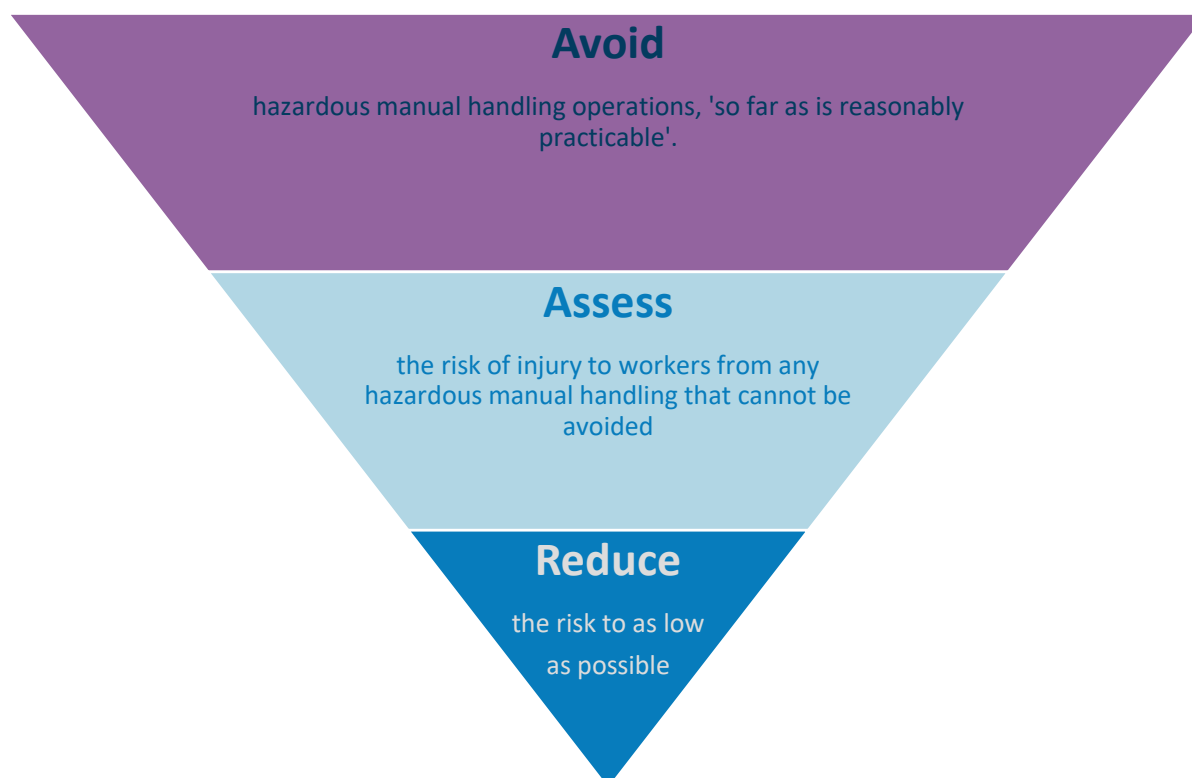 Avoid
hazardous manual handling operations, 'so far as is reasonably
practicable'.
Assess
the risk of injury to workers from any
hazardous manual handling that cannot be
avoided
Reduce
the risk to as low
as possible